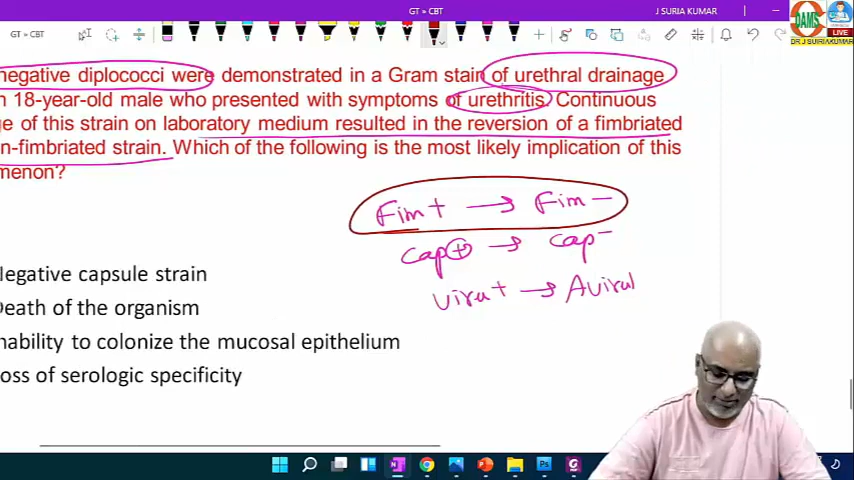 GT > CBT
J SURIA KUMAR
GT > CBT
DAMS
LIVE
DR J SURIAKUMAR
negative diplococci were demonstrated in a Gram stain of urethral drainage
n 18-year-old male who presented with symptoms of urethritis. Continuous
ge of this strain on laboratory medium resulted in the reversion of a fimbriated
n-fimbriated strain. Which of the following is the most likely implication of this
menon?
Fim+ → Fim-
cap+ → cap-
viru+ → Avirul
Negative capsule strain
Death of the organism
nability to colonize the mucosal epithelium
oss of serologic specificity